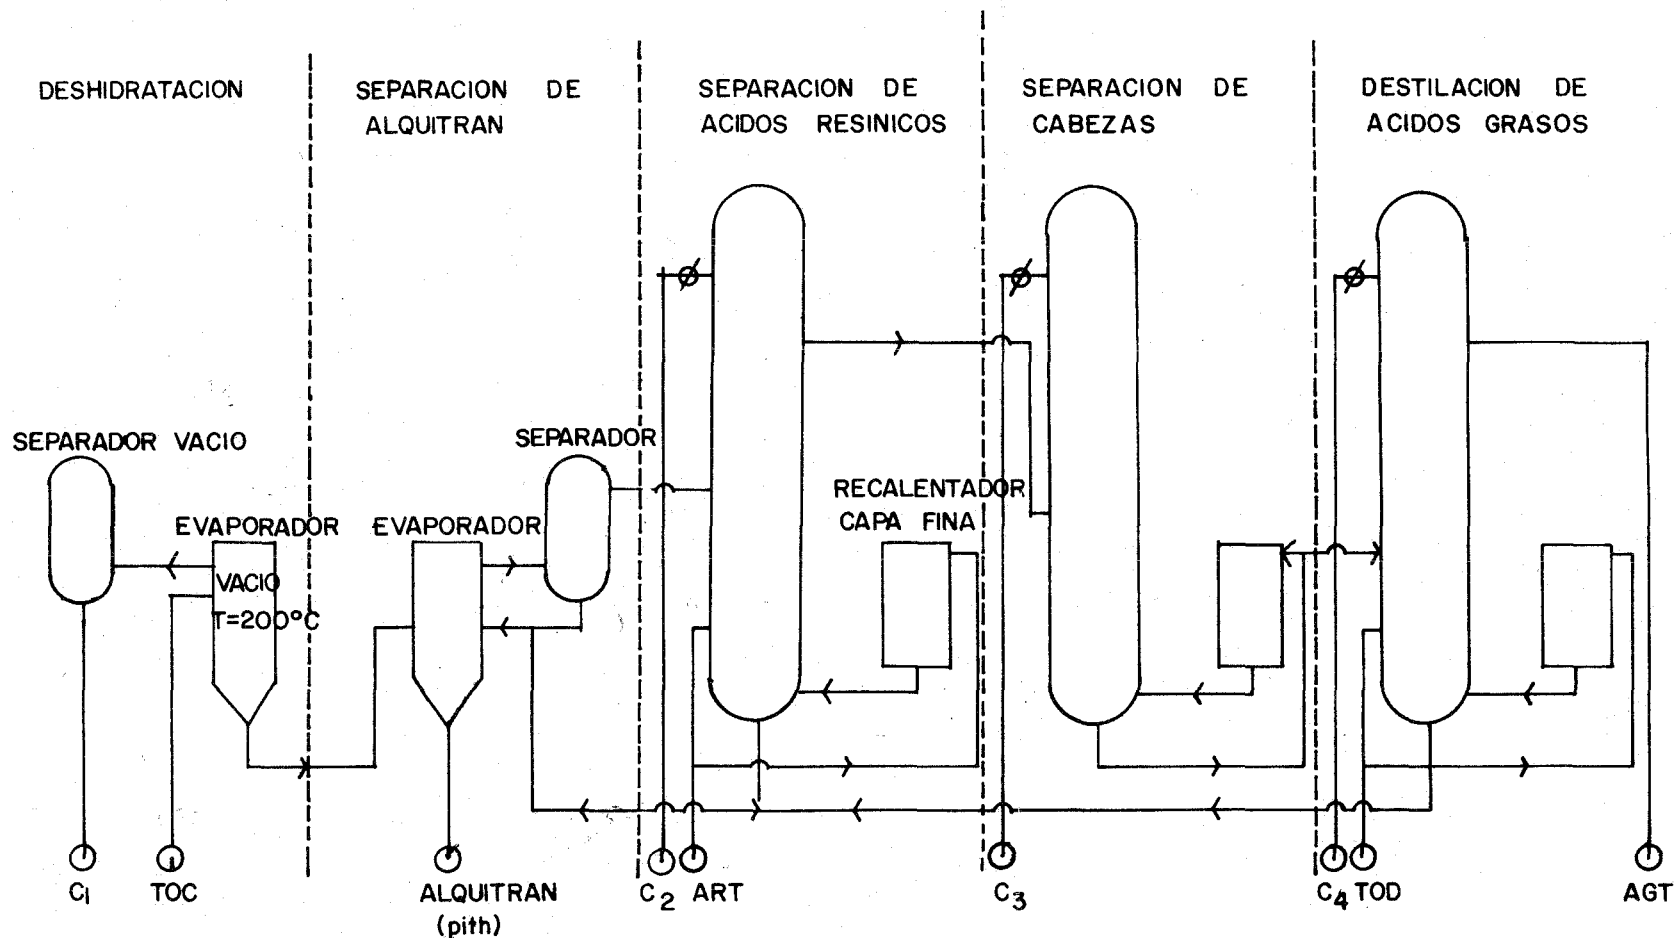 DESHIDRATACION
SEPARACION DE
ALQUITRAN
SEPARACION DE
ACIDOS RESINICOS
SEPARACION DE
CABEZAS
DESTILACION DE
ACIDOS GRASOS
SEPARADOR VACIO
SEPARADOR
EVAPORADOR
VACIO
T=200°C
EVAPORADOR
RECALENTADOR
CAPA FINA
C1
TOC
ALQUITRAN
(pith)
C2
ART
C3
C4
TOD
AGT